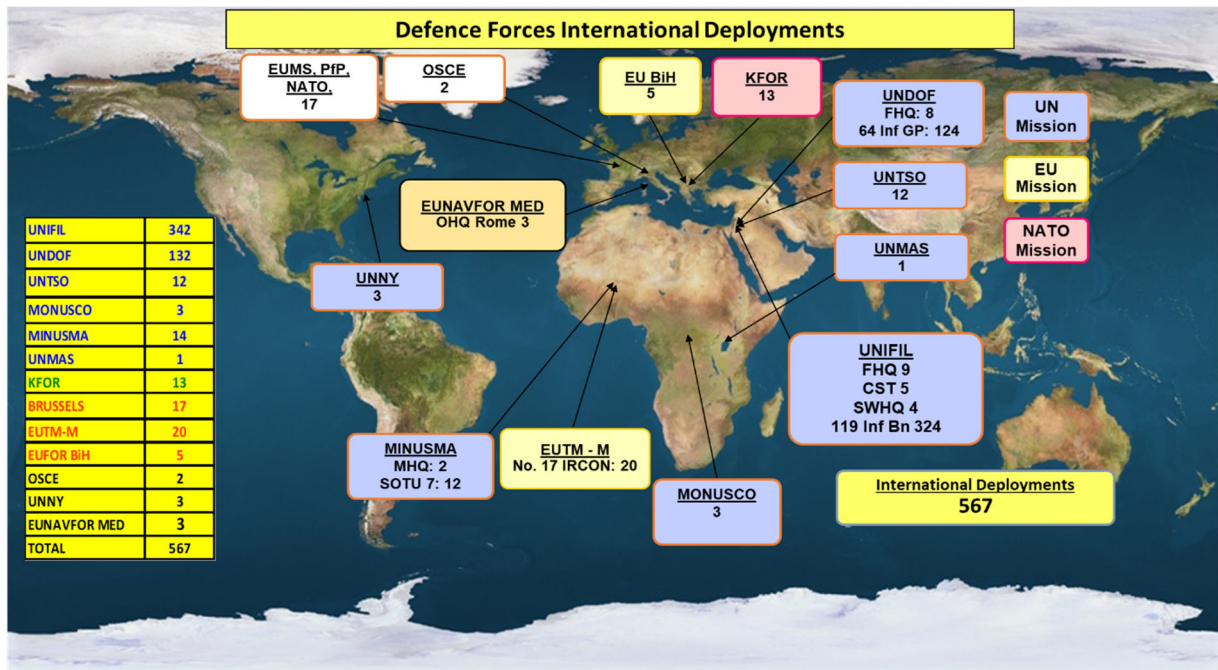 Defence Forces International Deployments
EUMS, PfP,
NATO,
17
OSCE
2
EU BiH
5
KFOR
13
UNDOF
FHQ: 8
64 Inf GP: 124
UN
Mission
EUNAVFOR MED
OHQ Rome 3
UNTSO
12
EU
Mission
UNMAS
1
NATO
Mission
UNNY
3
UNIFIL 342
UNDOF 132
UNTSO 12
MONUSCO 3
MINUSMA 14
UNMAS 1
KFOR 13
BRUSSELS 17
EUTM-M 20
EUFOR BiH 5
OSCE 2
UNNY 3
EUNAVFOR MED 3
TOTAL 567
UNIFIL
FHQ 9
CST 5
SWHQ 4
119 Inf Bn 324
MINUSMA
MHQ: 2
SOTU 7: 12
EUTM - M
No. 17 IRCON: 20
MONUSCO
3
International Deployments
567